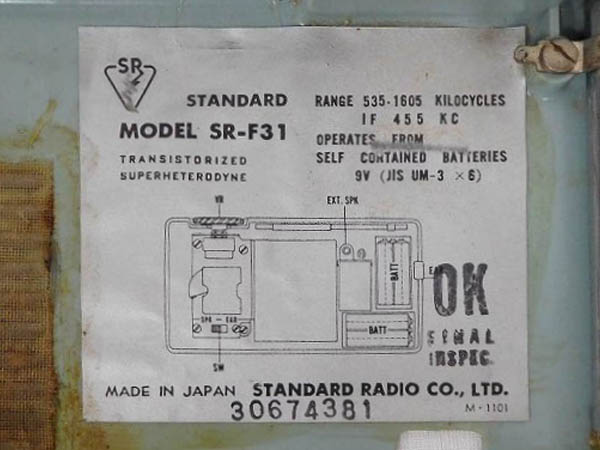 SR
STANDARD
MODEL SR-F31
TRANSISTORIZED
SUPERHETERODYNE
RANGE 535-1605 KILOCYCLES
IF 455 KC
OPERATES FROM
SELF CONTAINED BATTERIES
9V (JIS UM-3 × 6)
VR
EXT. SPK
BATT
BATT
SPK - EAR
SW
OK
FINAL
INSPEC.
MADE IN JAPAN STANDARD RADIO CO., LTD.
30674381
M-1101